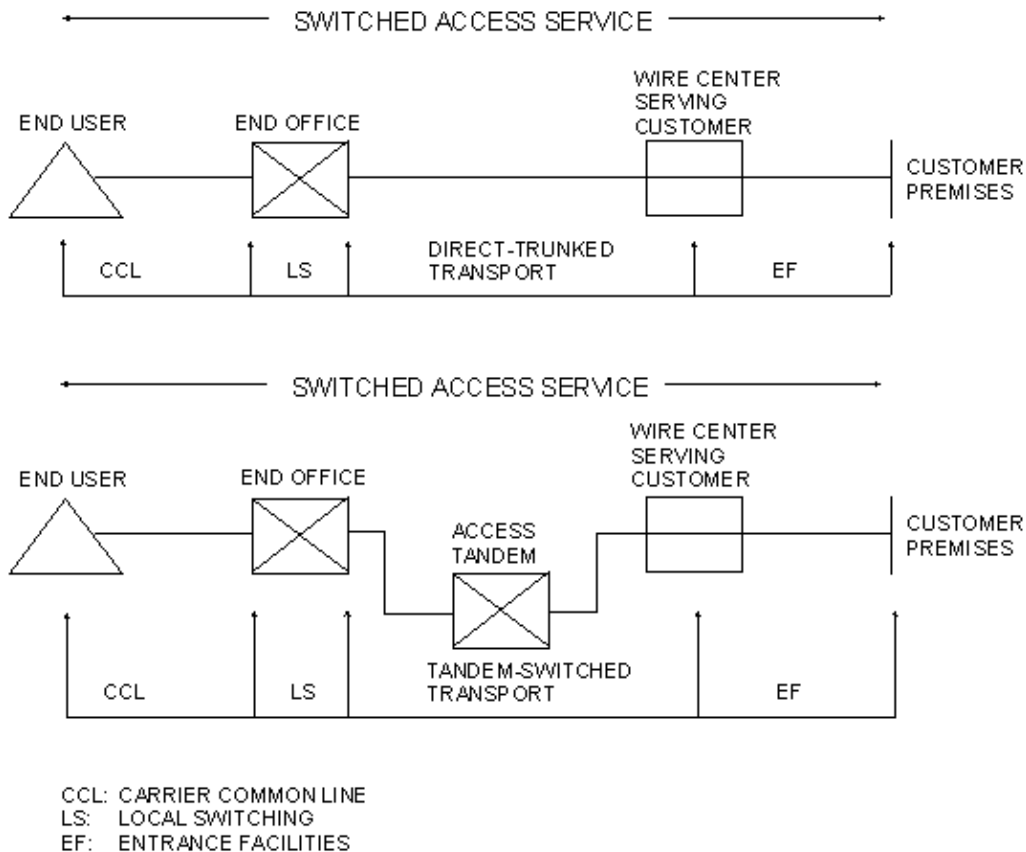 SWITCHED ACCESS SERVICE
WIRE CENTER
SERVING
CUSTOMER
END USER
END OFFICE
CUSTOMER
PREMISES
CCL
LS
DIRECT-TRUNKED
TRANSPORT
EF
SWITCHED ACCESS SERVICE
WIRE CENTER
SERVING
CUSTOMER
END USER
END OFFICE
ACCESS
TANDEM
CUSTOMER
PREMISES
CCL
LS
TANDEM-SWITCHED
TRANSPORT
EF
CCL: CARRIER COMMON LINE
LS: LOCAL SWITCHING
EF: ENTRANCE FACILITIES